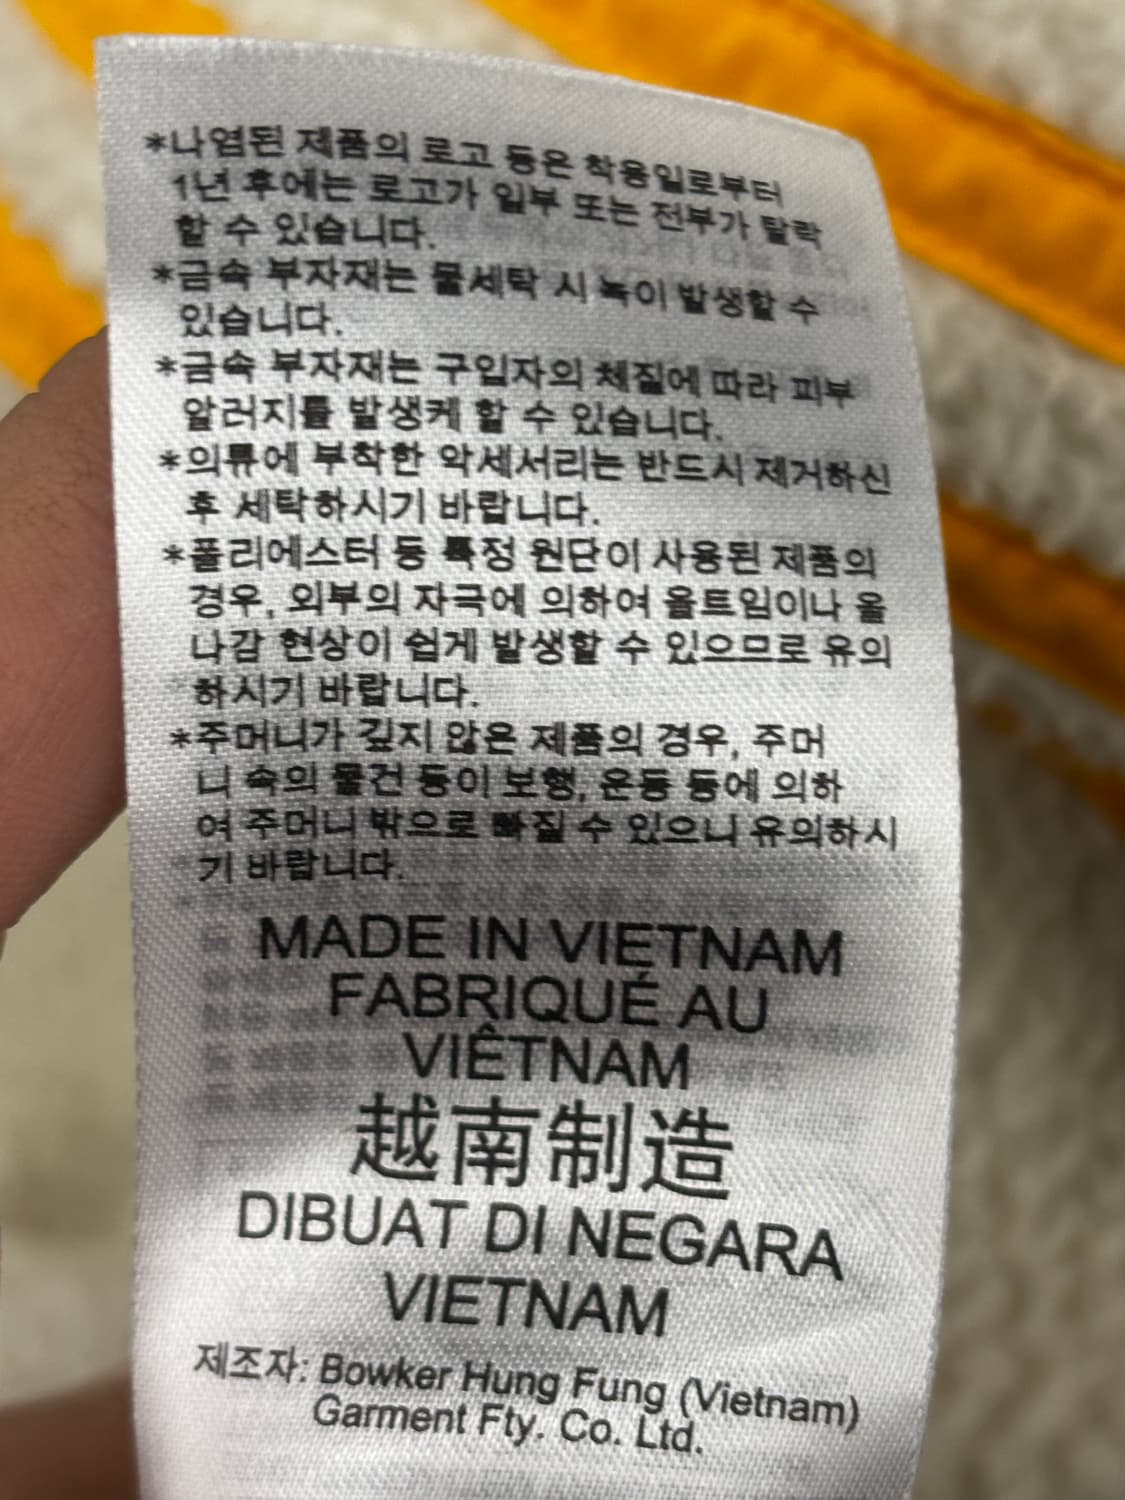 *나염된 제품의 로고 등은 착용일로부터
1년 후에는 로고가 일부 또는 전부가 탈락
할 수 있습니다.
*금속 부자재는 물세탁 시 녹이 발생할 수
있습니다.
*금속 부자재는 구입자의 체질에 따라 피부
알러지를 발생케 할 수 있습니다.
*의류에 부착한 악세서리는 반드시 제거하신
후 세탁하시기 바랍니다.
*폴리에스터 등 특정 원단이 사용된 제품의
경우, 외부의 자극에 의하여 올트임이나 올
나감 현상이 쉽게 발생할 수 있으므로 유의
하시기 바랍니다.
*주머니가 깊지 않은 제품의 경우, 주머
니 속의 물건 등이 보행, 운동 등에 의하
여 주머니 밖으로 빠질 수 있으니 유의하시
기 바랍니다.
MADE IN VIETNAM
FABRIQUÉ AU
VIÊTNAM
越南制造
DIBUAT DI NEGARA
VIETNAM
제조자: Bowker Hung Fung (Vietnam)
Garment Fty. Co. Ltd.